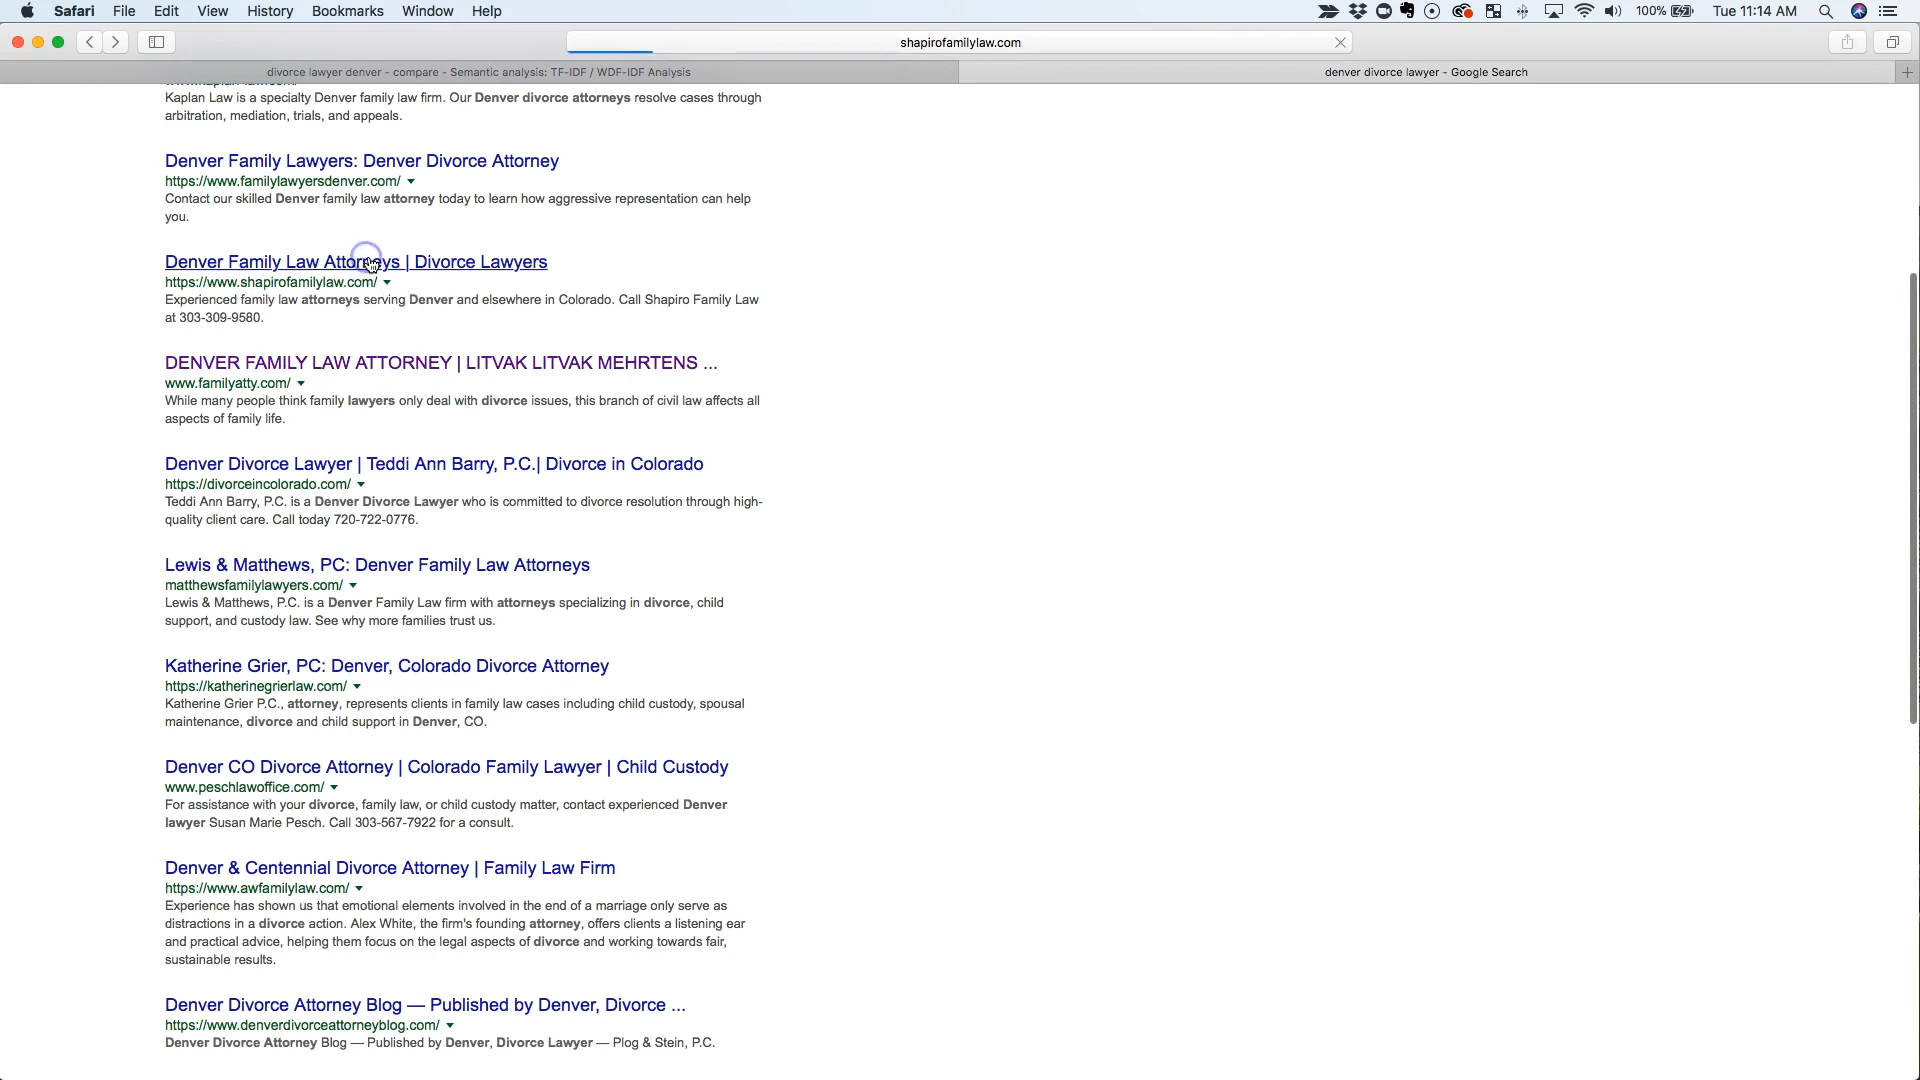 Safari File Edit View History Bookmarks Window Help 100% Tue 11:14 AM
shapirofamilylaw.com
divorce lawyer denver - compare - Semantic analysis: TF-IDF / WDF-IDF Analysis
denver divorce lawyer - Google Search
Kaplan Law is a specialty Denver family law firm. Our Denver divorce attorneys resolve cases through
arbitration, mediation, trials, and appeals.
Denver Family Lawyers: Denver Divorce Attorney
https://www.familylawyersdenver.com/
Contact our skilled Denver family law attorney today to learn how aggressive representation can help
you.
Denver Family Law Attorneys | Divorce Lawyers
https://www.shapirofamilylaw.com/
Experienced family law attorneys serving Denver and elsewhere in Colorado. Call Shapiro Family Law
at 303-309-9580.
DENVER FAMILY LAW ATTORNEY | LITVAK LITVAK MEHRTENS ...
www.familyatty.com/
While many people think family lawyers only deal with divorce issues, this branch of civil law affects all
aspects of family life.
Denver Divorce Lawyer | Teddi Ann Barry, P.C.| Divorce in Colorado
https://divorceincolorado.com/
Teddi Ann Barry, P.C. is a Denver Divorce Lawyer who is committed to divorce resolution through high-
quality client care. Call today 720-722-0776.
Lewis & Matthews, PC: Denver Family Law Attorneys
matthewsfamilylawyers.com/
Lewis & Matthews, P.C. is a Denver Family Law firm with attorneys specializing in divorce, child
support, and custody law. See why more families trust us.
Katherine Grier, PC: Denver, Colorado Divorce Attorney
https://katherinegrierlaw.com/
Katherine Grier P.C., attorney, represents clients in family law cases including child custody, spousal
maintenance, divorce and child support in Denver, CO.
Denver CO Divorce Attorney | Colorado Family Lawyer | Child Custody
www.peschlawoffice.com/
For assistance with your divorce, family law, or child custody matter, contact experienced Denver
lawyer Susan Marie Pesch. Call 303-567-7922 for a consult.
Denver & Centennial Divorce Attorney | Family Law Firm
https://www.awfamilylaw.com/
Experience has shown us that emotional elements involved in the end of a marriage only serve as
distractions in a divorce action. Alex White, the firm's founding attorney, offers clients a listening ear
and practical advice, helping them focus on the legal aspects of divorce and working towards fair,
sustainable results.
Denver Divorce Attorney Blog — Published by Denver, Divorce ...
https://www.denverdivorceattorneyblog.com/
Denver Divorce Attorney Blog — Published by Denver, Divorce Lawyer — Plog & Stein, P.C.